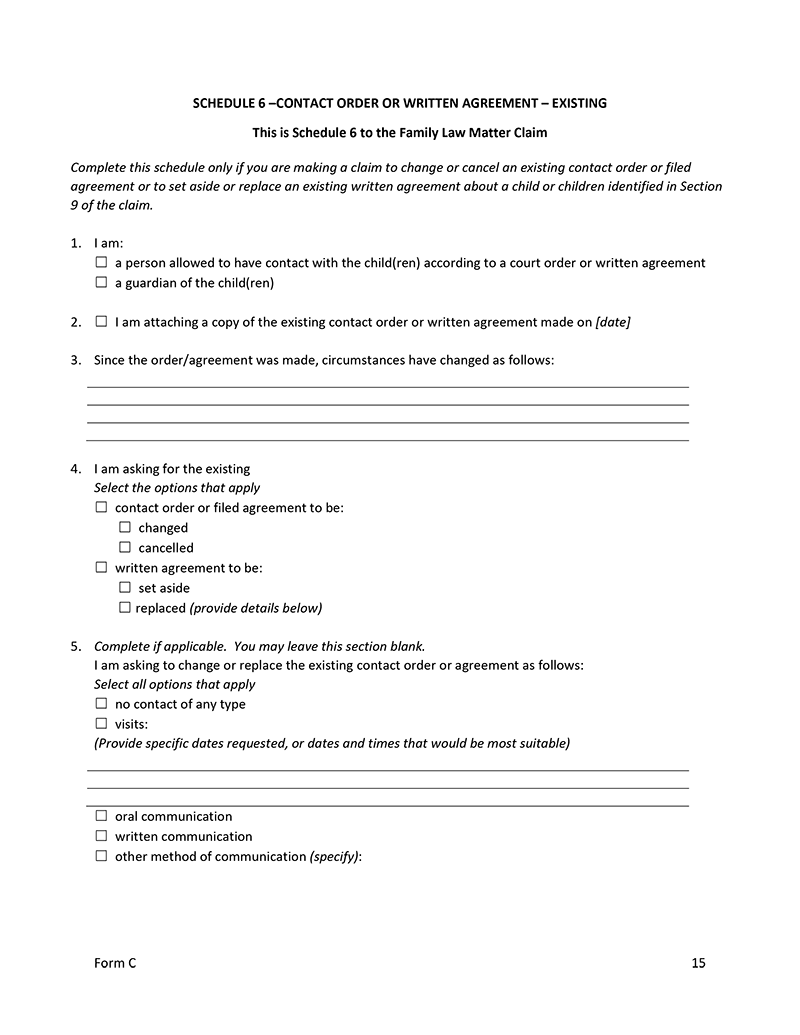 SCHEDULE 6 –CONTACT ORDER OR WRITTEN AGREEMENT – EXISTING
This is Schedule 6 to the Family Law Matter Claim
Complete this schedule only if you are making a claim to change or cancel an existing contact order or filed
agreement or to set aside or replace an existing written agreement about a child or children identified in Section
9 of the claim.
1. I am:
☐ a person allowed to have contact with the child(ren) according to a court order or written agreement
☐ a guardian of the child(ren)
2. ☐ I am attaching a copy of the existing contact order or written agreement made on [date]
3. Since the order/agreement was made, circumstances have changed as follows:
4. I am asking for the existing
Select the options that apply
☐ contact order or filed agreement to be:
☐ changed
☐ cancelled
☐ written agreement to be:
☐ set aside
☐ replaced (provide details below)
5. Complete if applicable. You may leave this section blank.
I am asking to change or replace the existing contact order or agreement as follows:
Select all options that apply
☐ no contact of any type
☐ visits:
(Provide specific dates requested, or dates and times that would be most suitable)
☐ oral communication
☐ written communication
☐ other method of communication (specify):
Form C 15